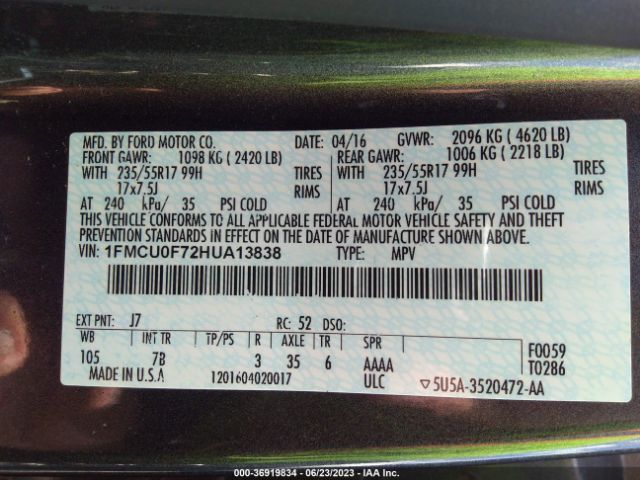 MFD. BY FORD MOTOR CO. DATE: 04/16 GVWR: 2096 KG ( 4620 LB)
FRONT GAWR: 1098 KG ( 2420 LB) REAR GAWR: 1006 KG ( 2218 LB)
WITH 235/55R17 99H TIRES WITH 235/55R17 99H TIRES
17x7.5J RIMS 17x7.5J RIMS
AT 240 kPa/ 35 PSI COLD AT 240 kPa/ 35 PSI COLD
THIS VEHICLE CONFORMS TO ALL APPLICABLE FEDERAL MOTOR VEHICLE SAFETY AND THEFT
PREVENTION STANDARDS IN EFFECT ON THE DATE OF MANUFACTURE SHOWN ABOVE.
VIN: 1FMCU0F72HUA13838 TYPE: MPV
EXT PNT: J7 RC: 52 DSO:
WB INT TR TP/PS R AXLE TR SPR
105 7B 3 35 6 AAAA F0059
MADE IN U.S.A 1201604020017 ULC ▽5U5A-3520472-AA T0286
000-36919834 | 06/23/2023 | IAA Inc.